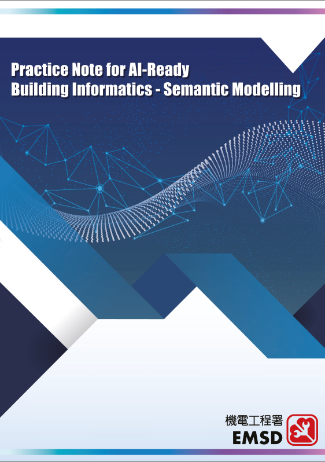 Practice Note for AI-Ready
Building Informatics - Semantic Modelling
機電工程署
EMSD